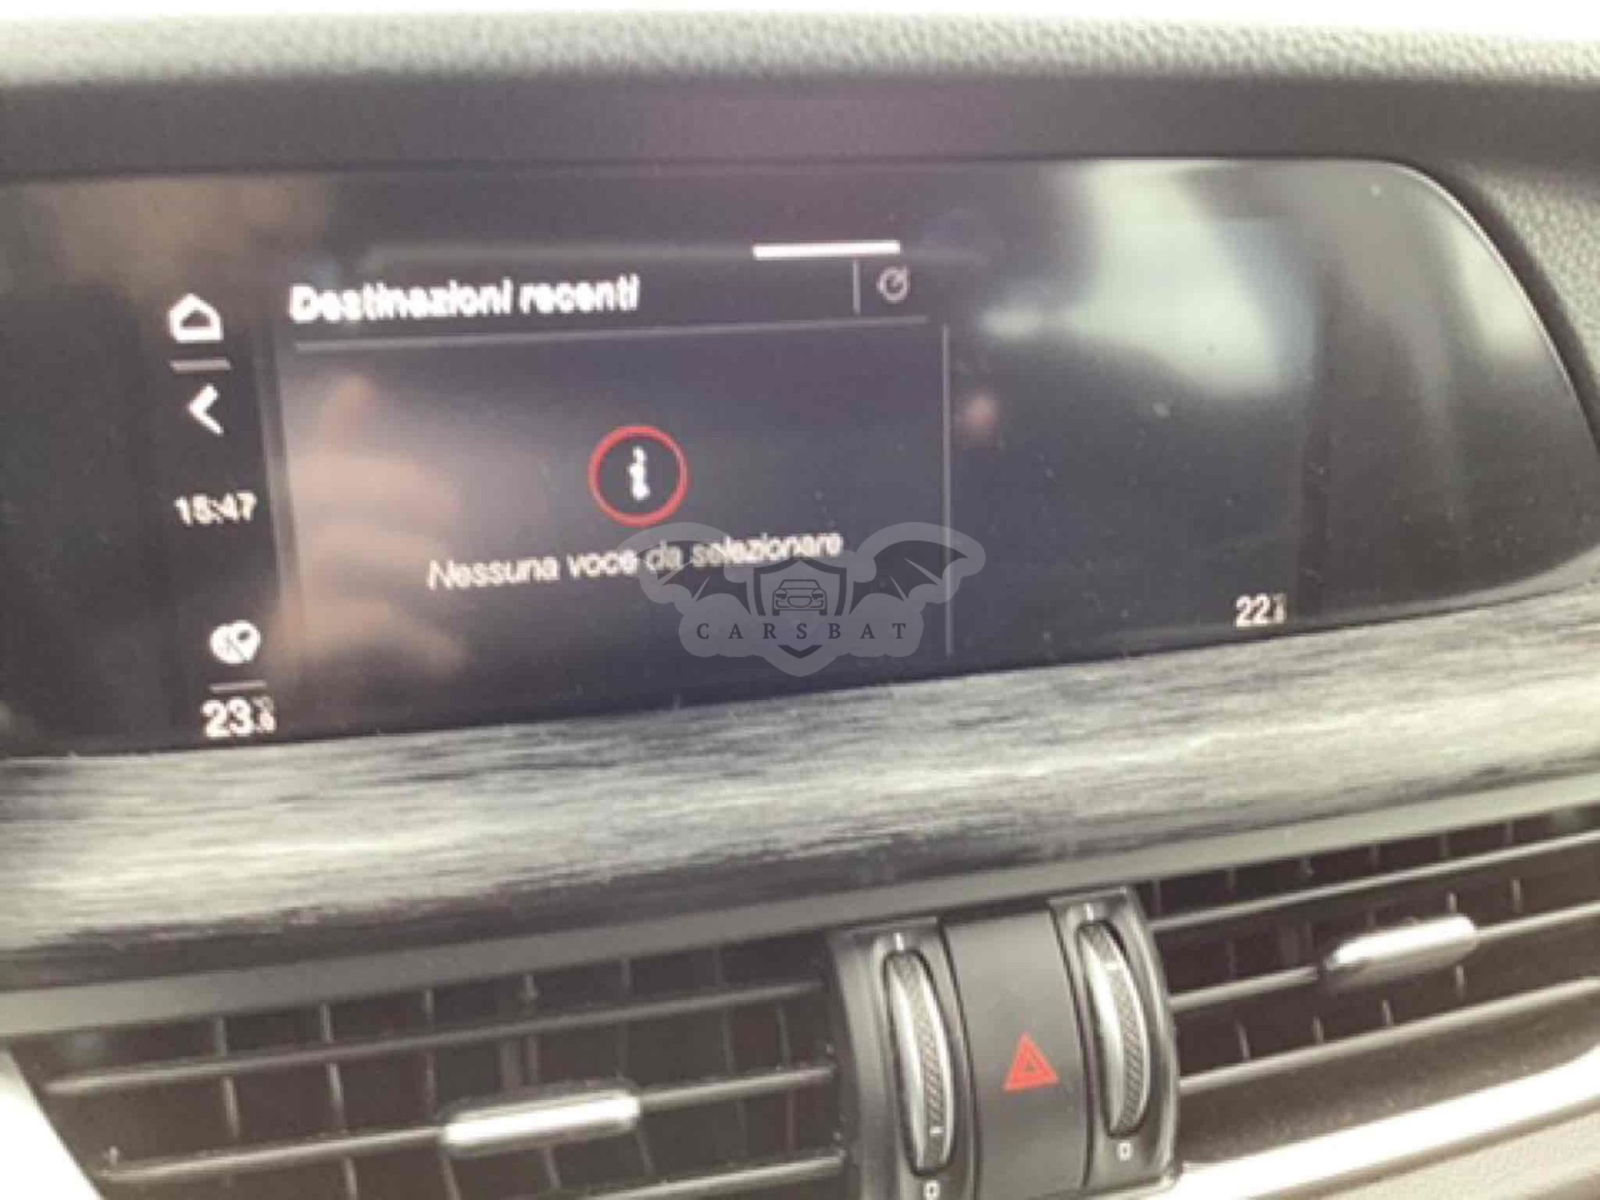 Destinazioni recenti
15:47
Nessuna voce da selezionare
CARSBAT
22
23